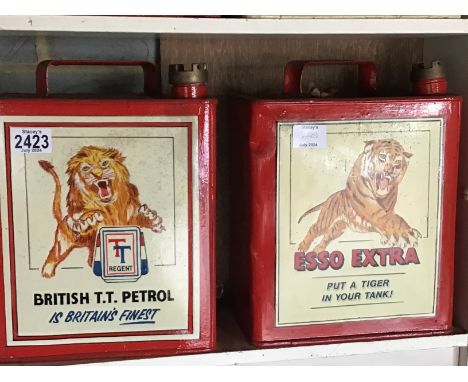 Stacey's
2423
July 2024
TT
REGENT
BRITISH T.T. PETROL
IS BRITAIN'S FINEST
Stacey's
July 2024
ESSO EXTRA
PUT A TIGER
IN YOUR TANK!